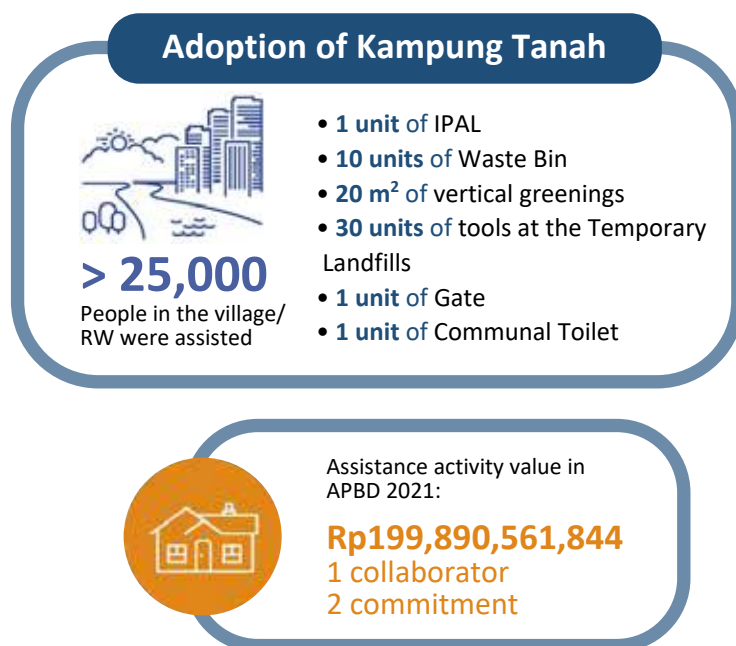 Adoption of Kampung Tanah
> 25,000
People in the village/
RW were assisted
• 1 unit of IPAL
• 10 units of Waste Bin
• 20 m² of vertical greenings
• 30 units of tools at the Temporary
Landfills
• 1 unit of Gate
• 1 unit of Communal Toilet
Assistance activity value in
APBD 2021:
Rp199,890,561,844
1 collaborator
2 commitment